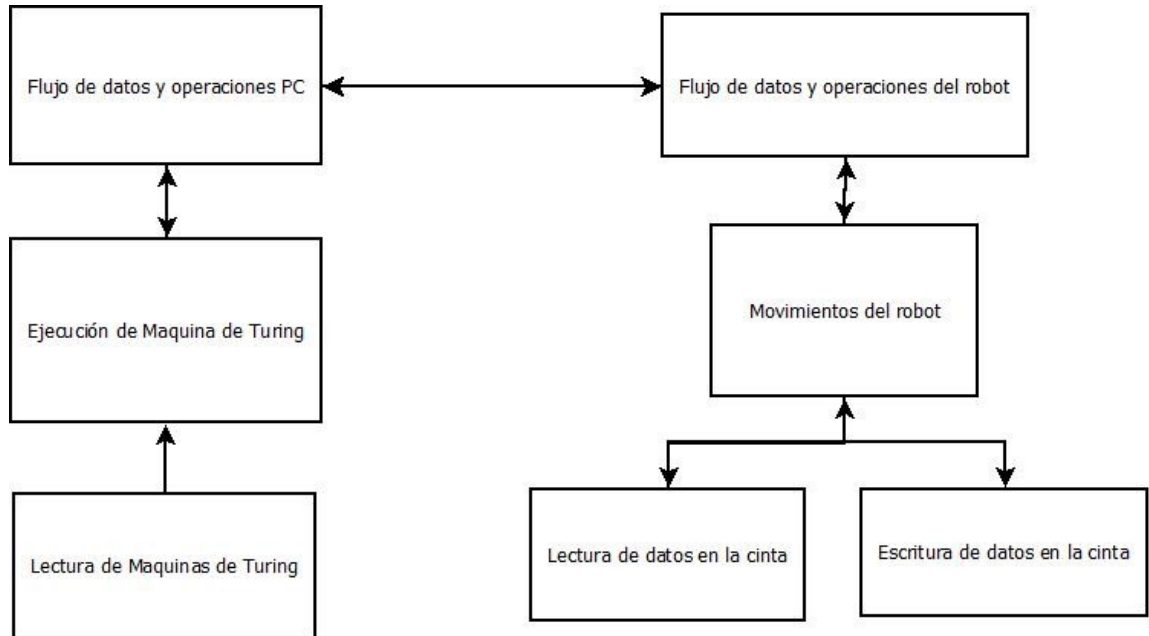 Flujo de datos y operaciones PC
Flujo de datos y operaciones del robot
Ejecución de Maquina de Turing
Movimientos del robot
Lectura de Maquinas de Turing
Lectura de datos en la cinta
Escritura de datos en la cinta